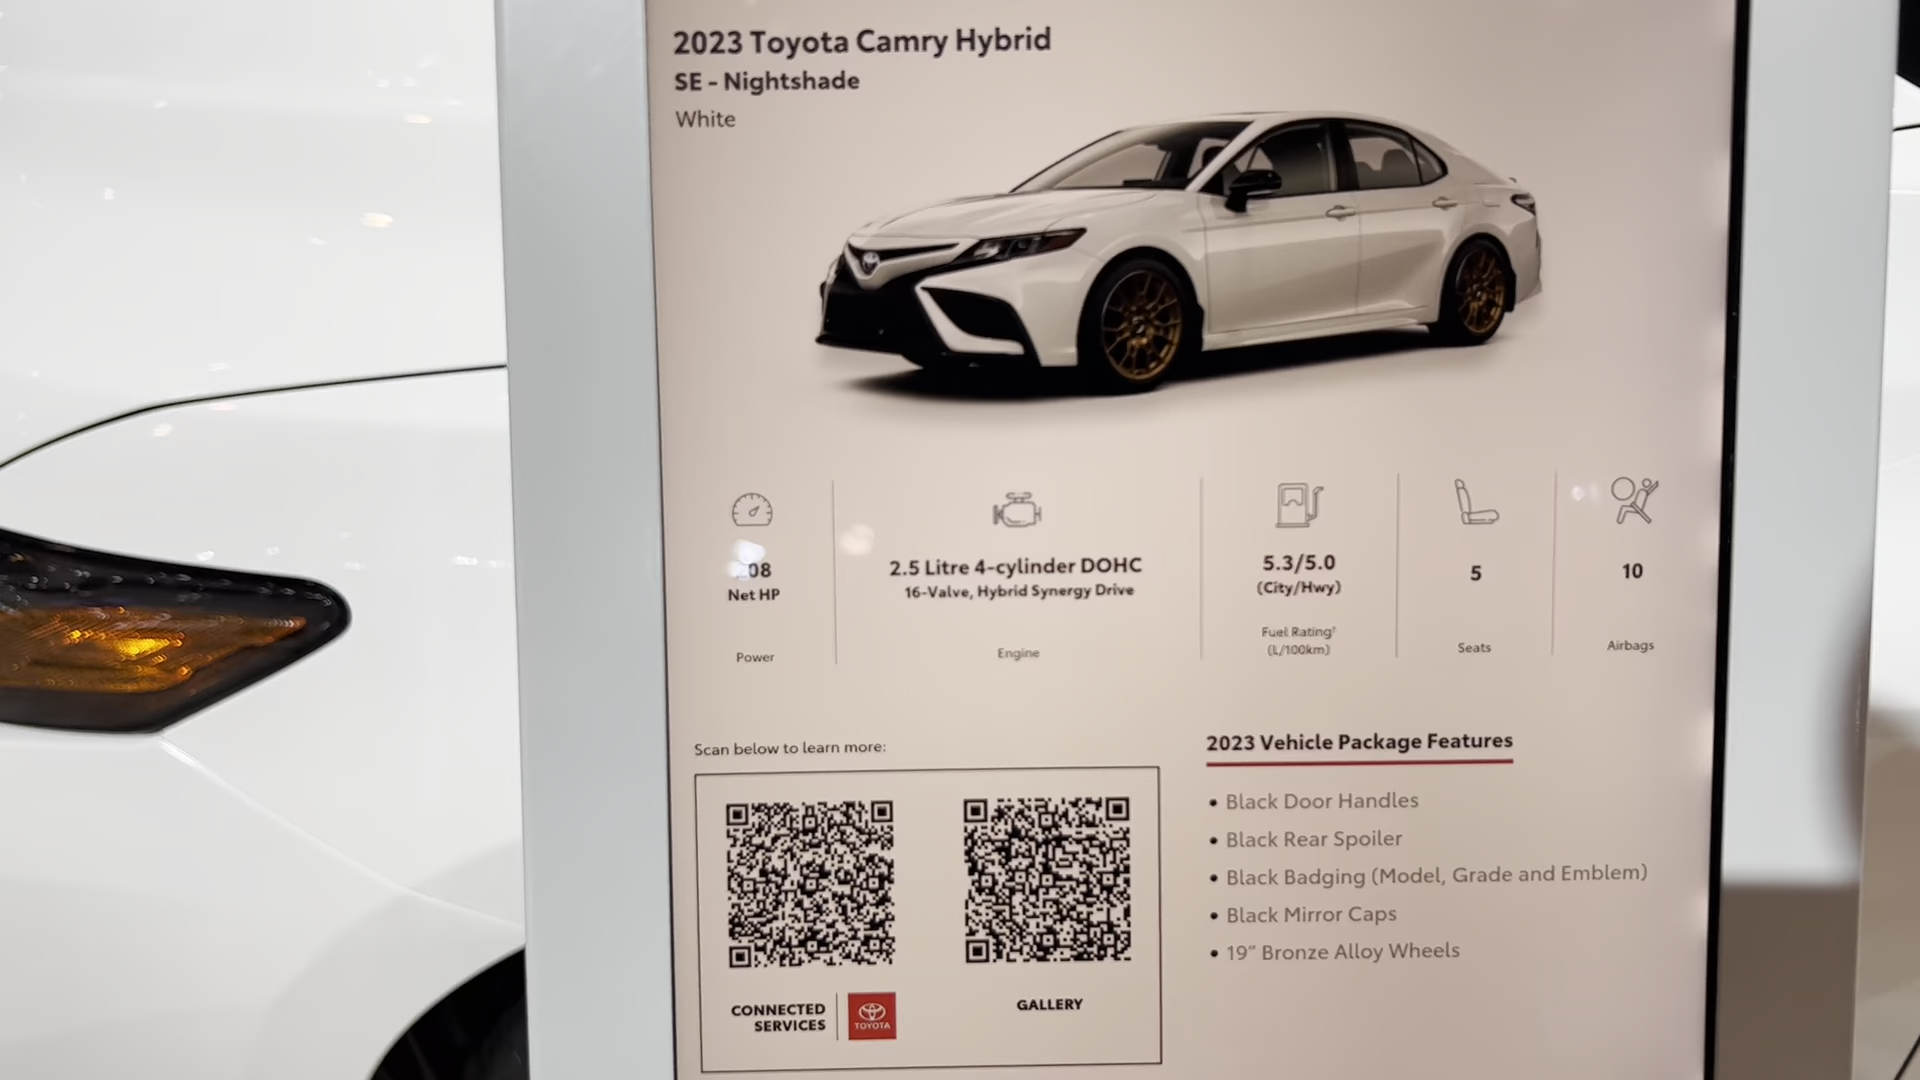 2023 Toyota Camry Hybrid
SE - Nightshade
White
08
Net HP
Power
2.5 Litre 4-cylinder DOHC
16-Valve, Hybrid Synergy Drive
Engine
5.3/5.0
(City/Hwy)
Fuel Rating†
(L/100km)
5
Seats
10
Airbags
Scan below to learn more:
CONNECTED
SERVICES
TOYOTA
GALLERY
2023 Vehicle Package Features
• Black Door Handles
• Black Rear Spoiler
• Black Badging (Model, Grade and Emblem)
• Black Mirror Caps
• 19" Bronze Alloy Wheels